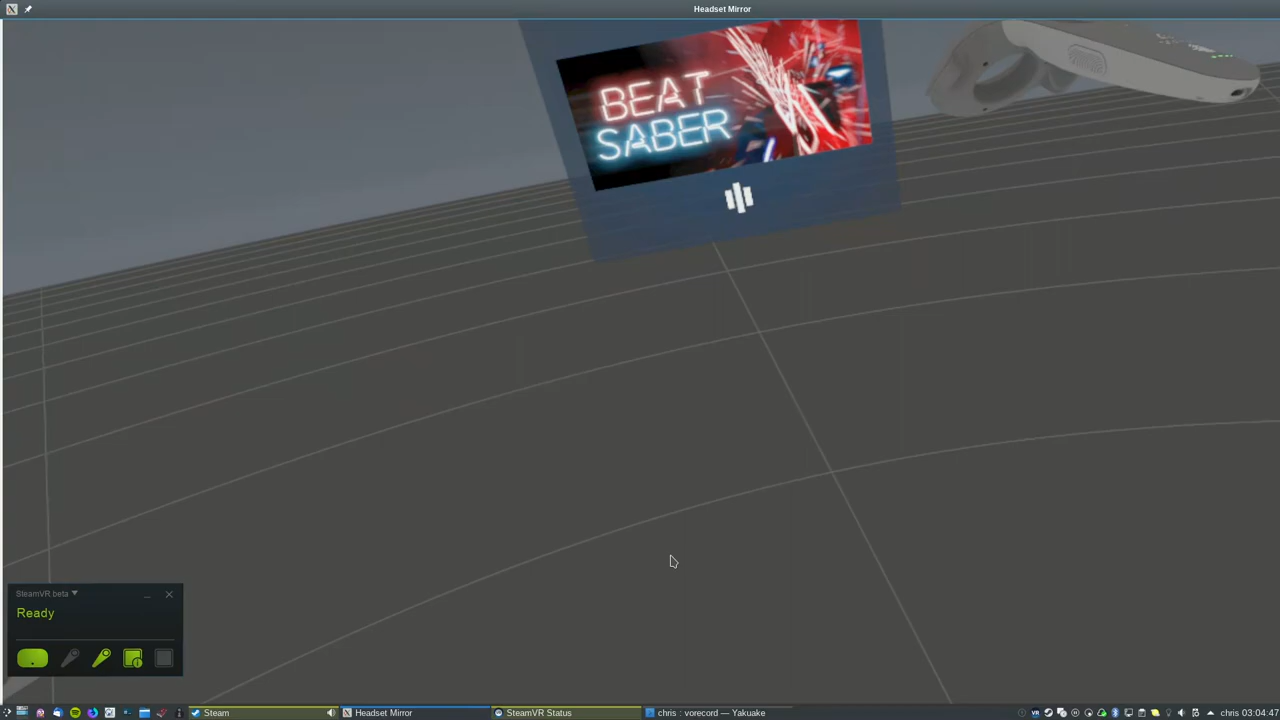 Headset Mirror
BEAT
SABER
SteamVR beta
Ready
Steam
Headset Mirror
SteamVR Status
chris : vorecord — Yakuake
VR
chris 03:04:47